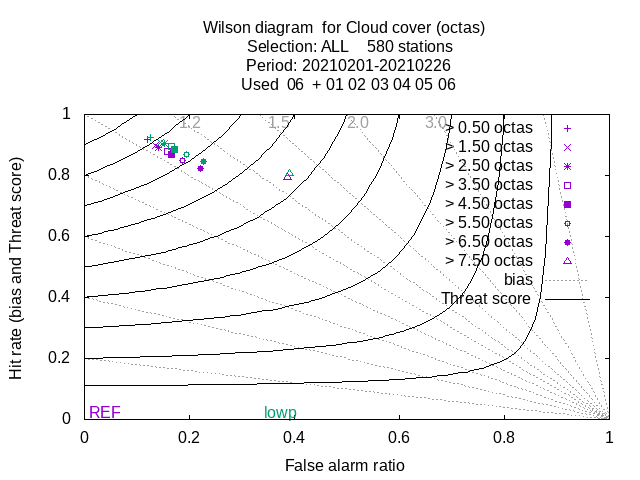 Wilson diagram  for Cloud cover (octas)
Selection: ALL    580 stations
Period: 20210201-20210226
Used  06  + 01 02 03 04 05 06
Hit rate (bias and Threat score)
1
0.8
0.6
0.4
0.2
0
1.2
1.5
2.0
3.0
> 0.50 octas
> 1.50 octas
> 2.50 octas
> 3.50 octas
> 4.50 octas
> 5.50 octas
> 6.50 octas
> 7.50 octas
bias
Threat score
REF
lowp
0
0.2
0.4
0.6
0.8
1
False alarm ratio